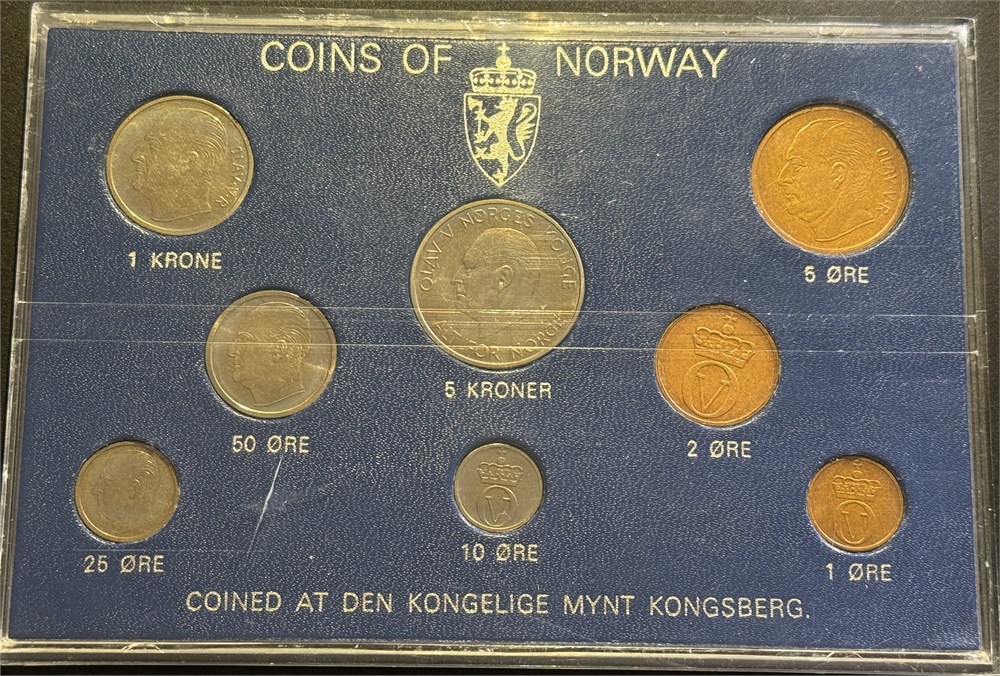 COINS OF NORWAY
OLAV V R
1 KRONE
OLAV V NORGES KONGE
ALT FOR NORGE
5 KRONER
OLAV V R
5 ØRE
50 ØRE
V
2 ØRE
25 ØRE
V
10 ØRE
V
1 ØRE
COINED AT DEN KONGELIGE MYNT KONGSBERG.